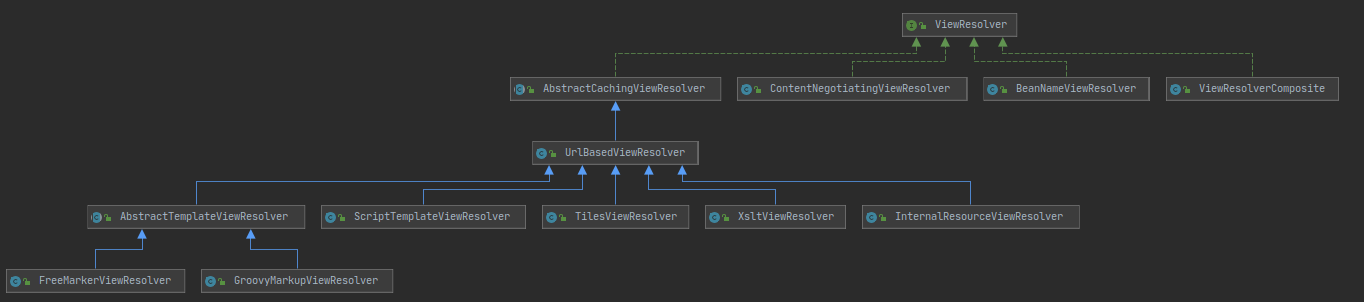 ViewResolver
AbstractCachingViewResolver
ContentNegotiatingViewResolver
BeanNameViewResolver
ViewResolverComposite
UrlBasedViewResolver
AbstractTemplateViewResolver
ScriptTemplateViewResolver
TilesViewResolver
XsltViewResolver
InternalResourceViewResolver
FreeMarkerViewResolver
GroovyMarkupViewResolver